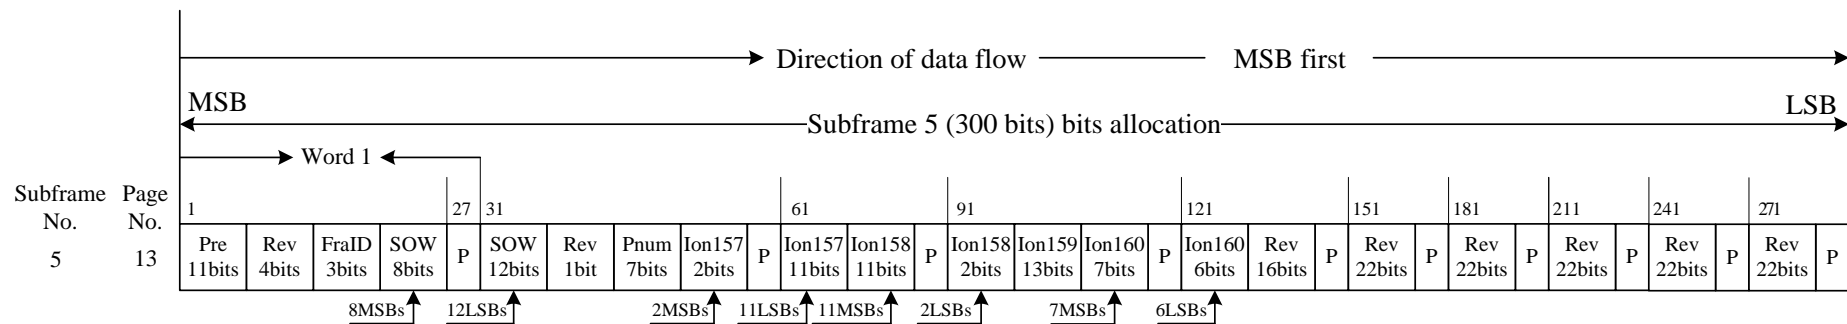 Direction of data flow MSB first
MSB LSB
Subframe 5 (300 bits) bits allocation
Word 1
Subframe No. Page No.
1 27 31 61 91 121 151 181 211 241 271
5 13
Pre 11bits
Rev 4bits
FraID 3bits
SOW 8bits
P
SOW 12bits
Rev 1bit
Pnum 7bits
Ion157 2bits
P
Ion157 11bits
Ion158 11bits
P
Ion158 2bits
Ion159 13bits
Ion160 7bits
P
Ion160 6bits
Rev 16bits
P
Rev 22bits
P
Rev 22bits
P
Rev 22bits
P
Rev 22bits
P
Rev 22bits
P
8MSBs 12LSBs 2MSBs 11LSBs 11MSBs 2LSBs 7MSBs 6LSBs